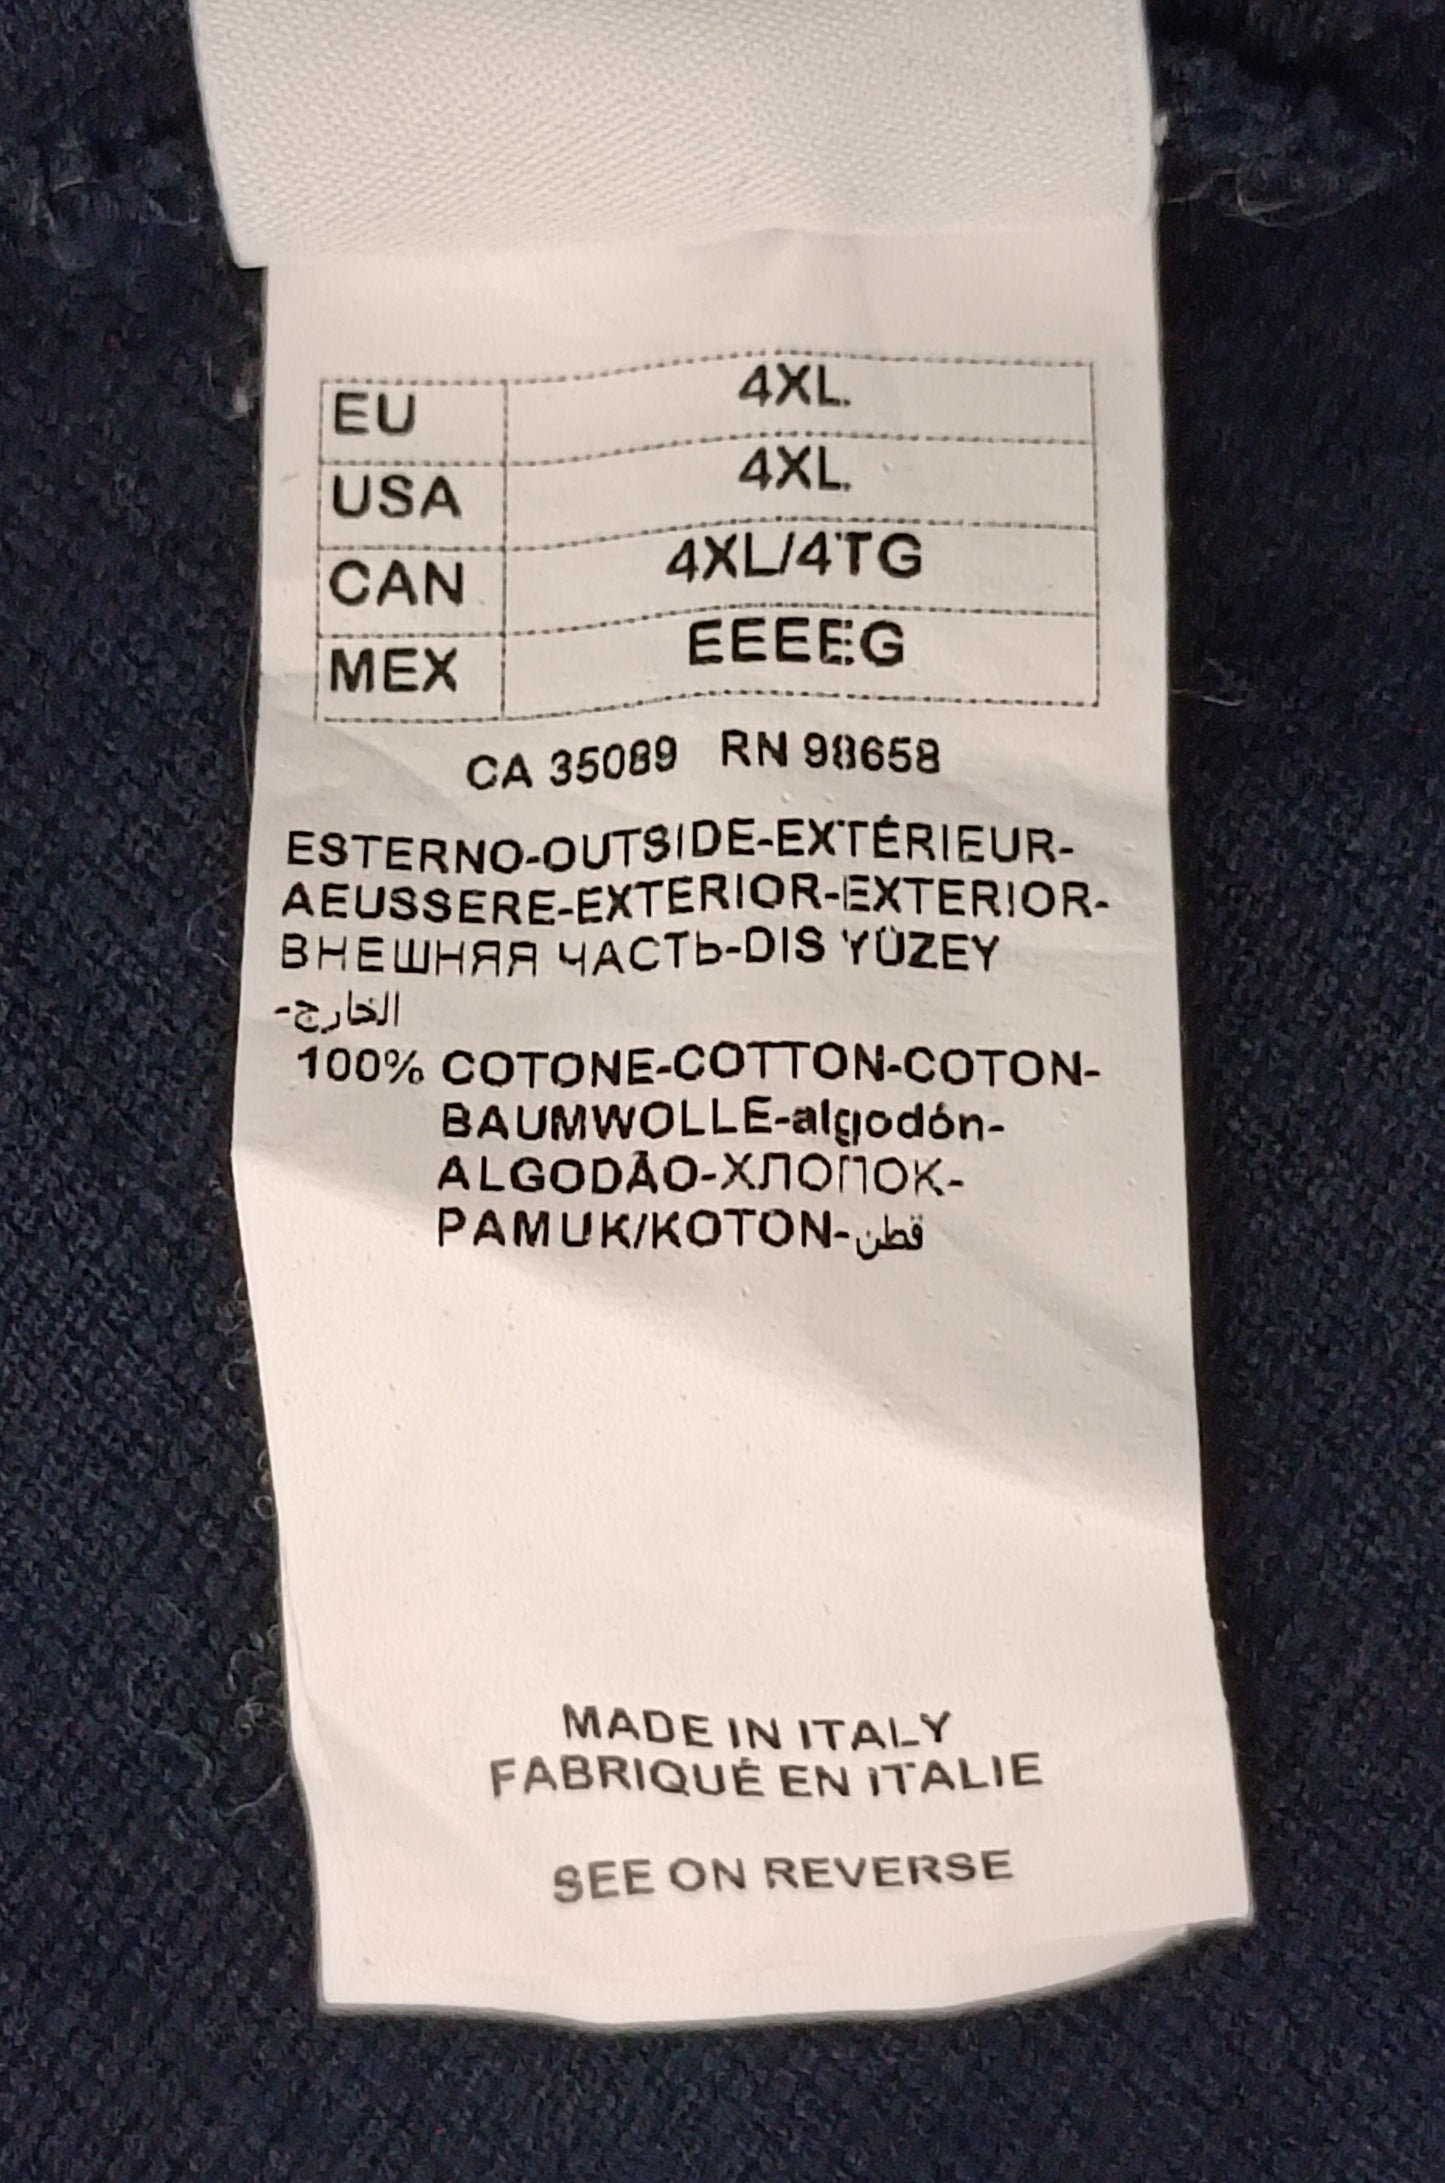 EU 4XL
USA 4XL
CAN 4XL/4TG
MEX EEEEG
CA 35089 RN 98658
ESTERNO-OUTSIDE-EXTÉRIEUR-
AEUSSERE-EXTERIOR-EXTERIOR-
ВНЕШНЯЯ ЧАСТЬ-DIS YÜZEY
-الخارج
100% COTONE-COTTON-COTON-
BAUMWOLLE-algodón-
ALGODÃO-ХЛОПОК-
PAMUK/KOTON-قطن
MADE IN ITALY
FABRIQUÉ EN ITALIE
SEE ON REVERSE